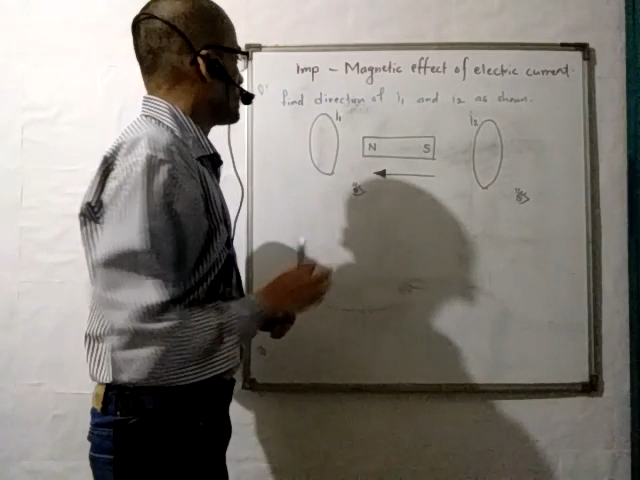 Imp - Magnetic effect of electric current.
Q: find direction of i1 and i2 as shown.
i1
i2
N S